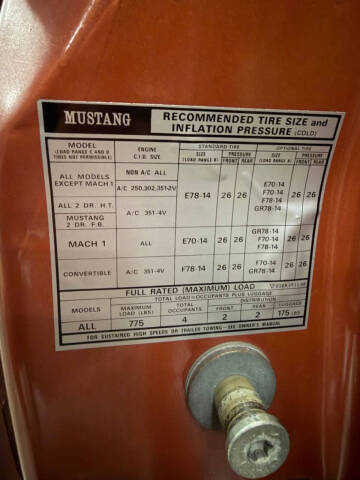 MUSTANG RECOMMENDED TIRE SIZE and
INFLATION PRESSURE (COLD)
MODEL ENGINE STANDARD TIRE OPTIONAL TIRE
(LOAD RANGE C AND D C.I.D. SIZE SIZE PRESSURE SIZE PRESSURE
TIRES NOT PERMISSIBLE) (LOAD RANGE B) FRONT REAR (LOAD RANGE B) FRONT REAR
ALL MODELS NON A/C ALL
EXCEPT MACH 1 A/C 250,302,351-2V E78-14 26 26 E70-14 26 26
F70-14
F78-14
GR78-14
ALL 2 DR. H.T. A/C 351-4V
MUSTANG
2 DR. F.B.
MACH 1 ALL E70-14 26 26 GR78-14 26 26
F70-14
F78-14
CONVERTIBLE A/C 351-4V F78-14 26 26 F70-14 26 26
GR78-14
FULL RATED (MAXIMUM) LOAD
TOTAL LOAD=OCCUPANTS PLUS LUGGAGE
MODELS MAXIMUM TOTAL DISTRIBUTION
LOAD (LBS) OCCUPANTS FRONT REAR LUGGAGE
ALL 775 4 2 2 175 LBS
FOR SUSTAINED HIGH SPEEDS OR TRAILER TOWING-SEE OWNER'S MANUAL